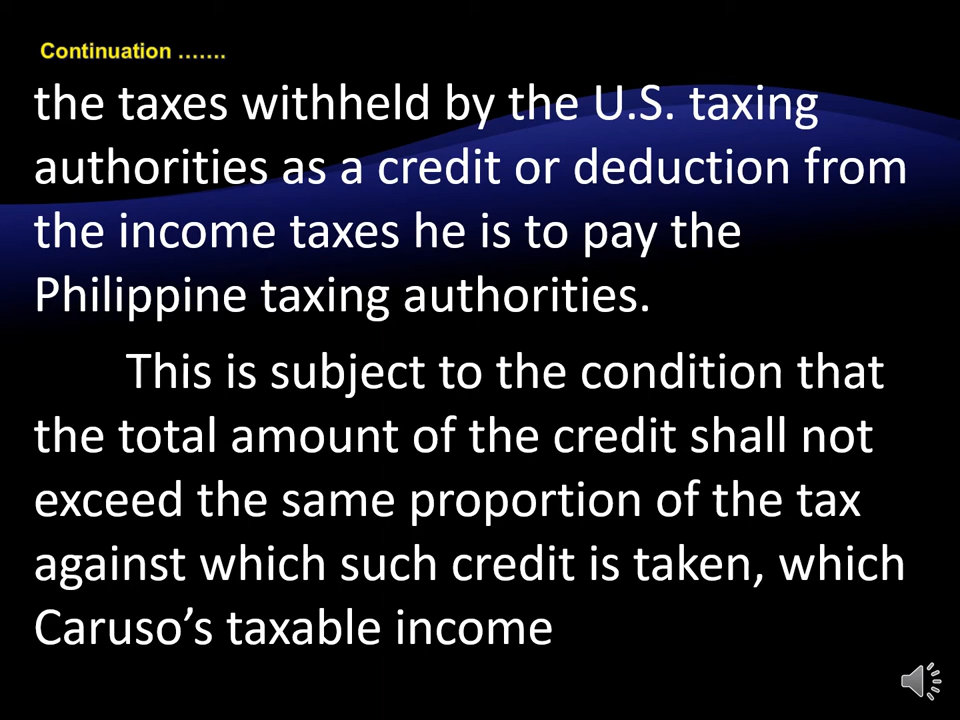 Continuation …….
the taxes withheld by the U.S. taxing
authorities as a credit or deduction from
the income taxes he is to pay the
Philippine taxing authorities.
This is subject to the condition that
the total amount of the credit shall not
exceed the same proportion of the tax
against which such credit is taken, which
Caruso’s taxable income